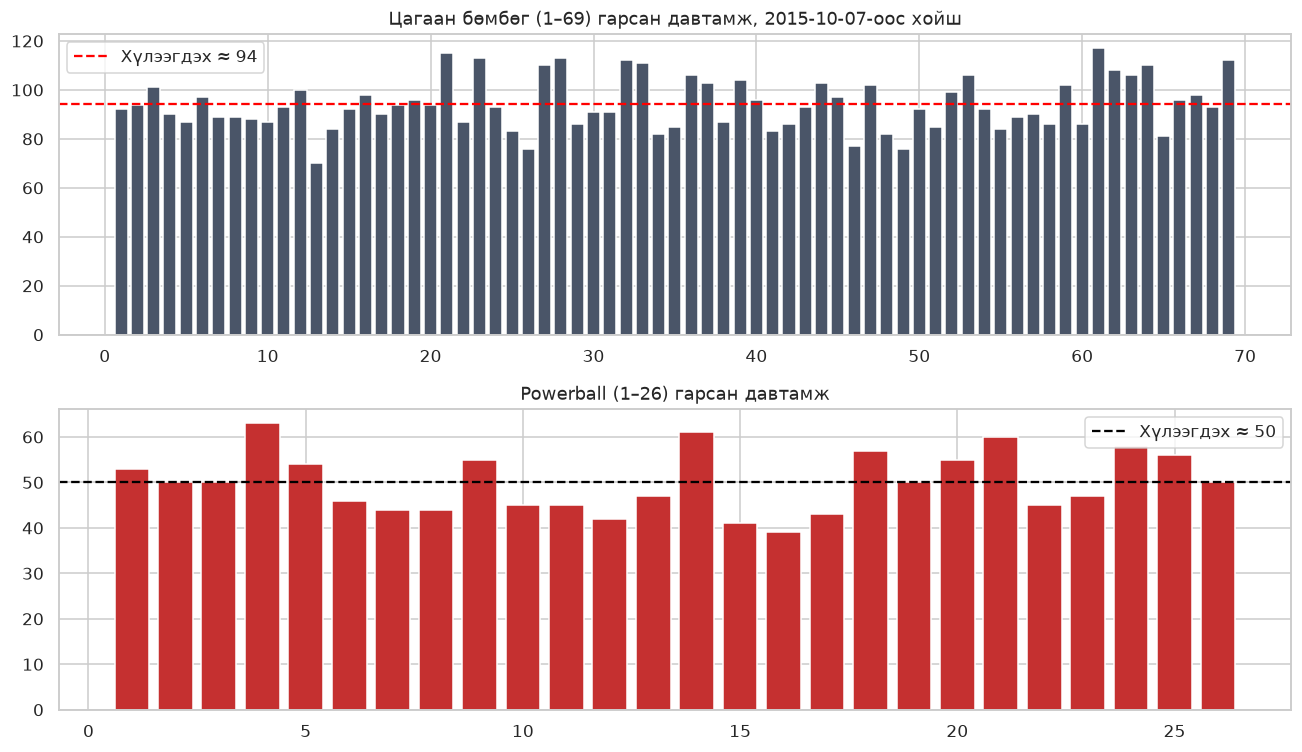 Цагаан бөмбөг (1–69) гарсан давтамж, 2015-10-07-оос хойш
120
100
80
60
40
20
0
Хүлээгдэх ≈ 94
0 10 20 30 40 50 60 70
Powerball (1–26) гарсан давтамж
60
50
40
30
20
10
0
Хүлээгдэх ≈ 50
0 5 10 15 20 25